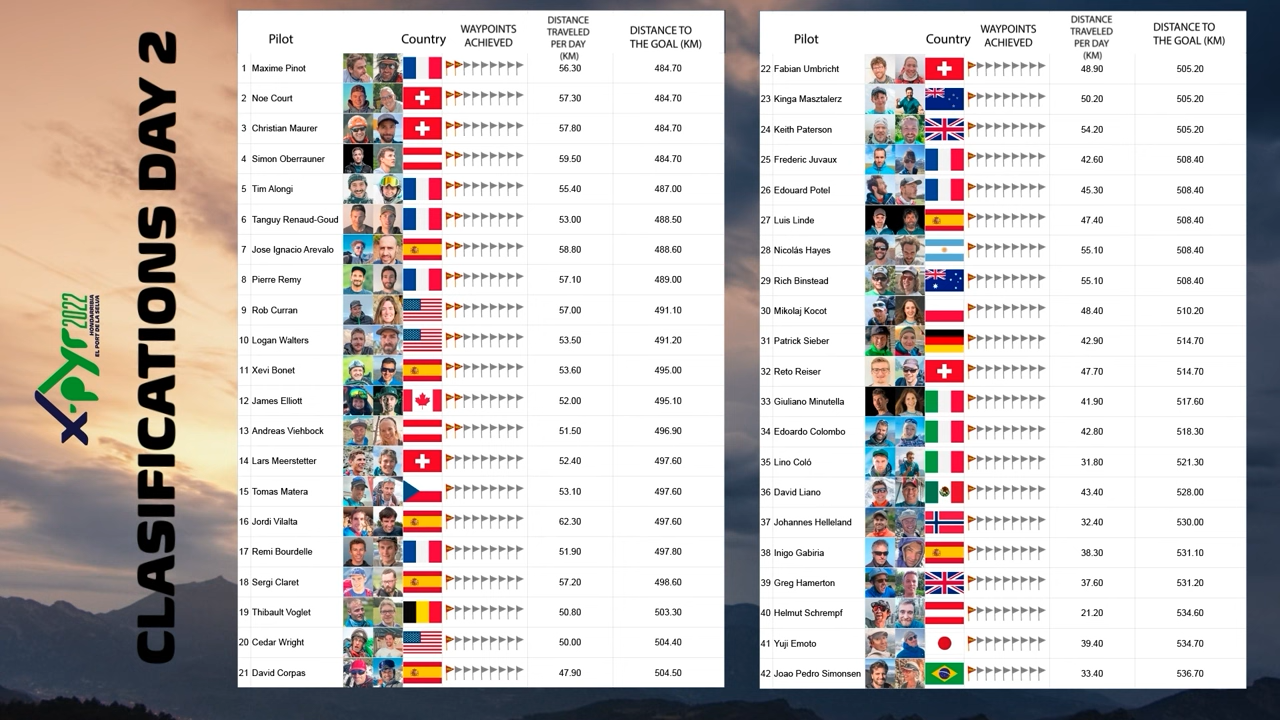 CLASIFICATIONS DAY 2
X-pyr 2022
HONDARRIBIA
EL PORT DE LA SELVA
Pilot Country WAYPOINTS ACHIEVED DISTANCE TRAVELED PER DAY (KM) DISTANCE TO THE GOAL (KM)
1 Maxime Pinot 56.30 484.70
2 Noe Court 57.30 484.70
3 Christian Maurer 57.80 484.70
4 Simon Oberrauner 59.50 484.70
5 Tim Alongi 55.40 487.00
6 Tanguy Renaud-Goud 53.00 488.50
7 Jose Ignacio Arevalo 58.80 488.60
8 Pierre Remy 57.10 489.00
9 Rob Curran 57.00 491.10
10 Logan Walters 53.50 491.20
11 Xevi Bonet 53.60 495.00
12 James Elliott 52.00 495.10
13 Andreas Viehbock 51.50 496.90
14 Lars Meerstetter 52.40 497.60
15 Tomas Matera 53.10 497.60
16 Jordi Vilalta 62.30 497.60
17 Remi Bourdelle 51.90 497.80
18 Sergi Claret 57.20 498.60
19 Thibault Voglet 50.80 503.30
20 Cedar Wright 50.00 504.40
21 David Corpas 47.90 504.50
Pilot Country WAYPOINTS ACHIEVED DISTANCE TRAVELED PER DAY (KM) DISTANCE TO THE GOAL (KM)
22 Fabian Umbricht 48.90 505.20
23 Kinga Masztalerz 50.20 505.20
24 Keith Paterson 54.20 505.20
25 Frederic Juvaux 42.60 508.40
26 Edouard Potel 45.30 508.40
27 Luis Linde 47.40 508.40
28 Nicolás Hayes 55.10 508.40
29 Rich Binstead 55.10 508.40
30 Mikolaj Kocot 48.40 510.20
31 Patrick Sieber 42.90 514.70
32 Reto Reiser 47.70 514.70
33 Giuliano Minutella 41.90 517.60
34 Edoardo Colombo 42.80 518.30
35 Lino Coló 31.80 521.30
36 David Liano 43.40 528.00
37 Johannes Helleland 32.40 530.00
38 Inigo Gabiria 38.30 531.10
39 Greg Hamerton 37.60 531.20
40 Helmut Schrempf 21.20 534.60
41 Yuji Emoto 39.40 534.70
42 Joao Pedro Simonsen 33.40 536.70